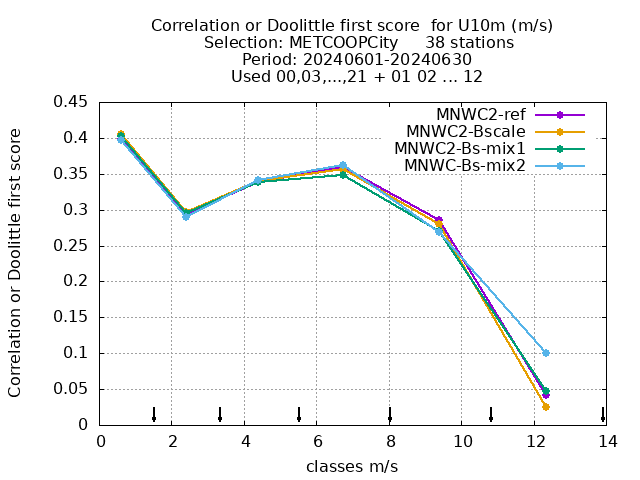 Correlation or Doolittle first score  for U10m (m/s)
Selection: METCOOPCity     38 stations
Period: 20240601-20240630
Used 00,03,...,21 + 01 02 ... 12
MNWC2-ref
MNWC2-Bscale
MNWC2-Bs-mix1
MNWC-Bs-mix2
Correlation or Doolittle first score
0.45
0.4
0.35
0.3
0.25
0.2
0.15
0.1
0.05
0
0 2 4 6 8 10 12 14
classes m/s